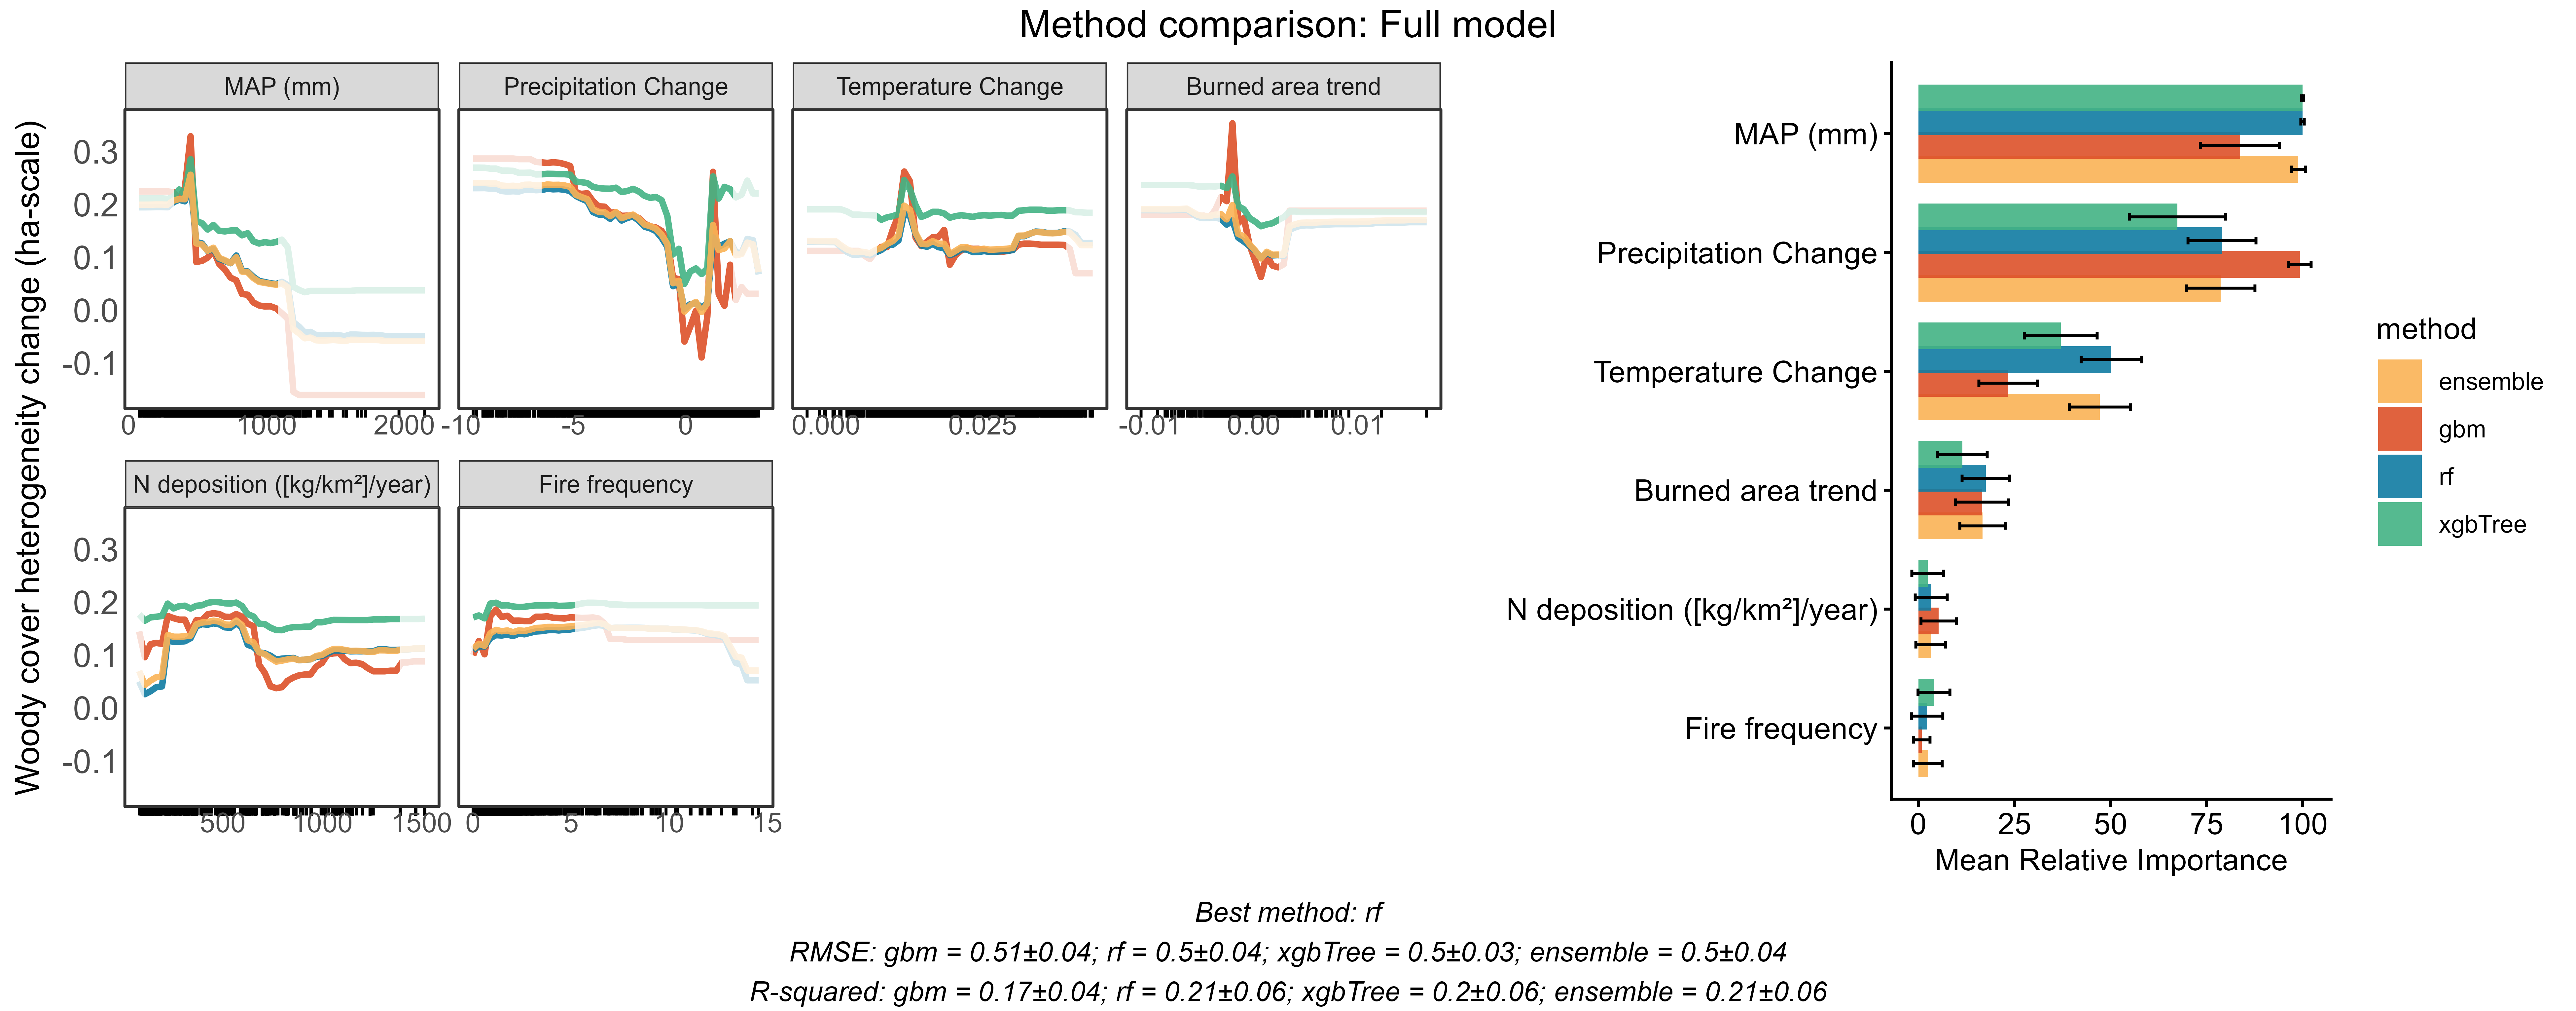 Method comparison: Full model
Woody cover heterogeneity change (ha-scale)
MAP (mm)
Precipitation Change
Temperature Change
Burned area trend
0.3
0.2
0.1
0.0
-0.1
0 1000 2000
-10 -5 0
0.000 0.025
-0.01 0.00 0.01
N deposition ([kg/km²]/year)
Fire frequency
0.3
0.2
0.1
0.0
-0.1
500 1000 1500
0 5 10 15
MAP (mm)
Precipitation Change
Temperature Change
Burned area trend
N deposition ([kg/km²]/year)
Fire frequency
0 25 50 75 100
Mean Relative Importance
method
ensemble
gbm
rf
xgbTree
Best method: rf
RMSE: gbm = 0.51±0.04; rf = 0.5±0.04; xgbTree = 0.5±0.03; ensemble = 0.5±0.04
R-squared: gbm = 0.17±0.04; rf = 0.21±0.06; xgbTree = 0.2±0.06; ensemble = 0.21±0.06